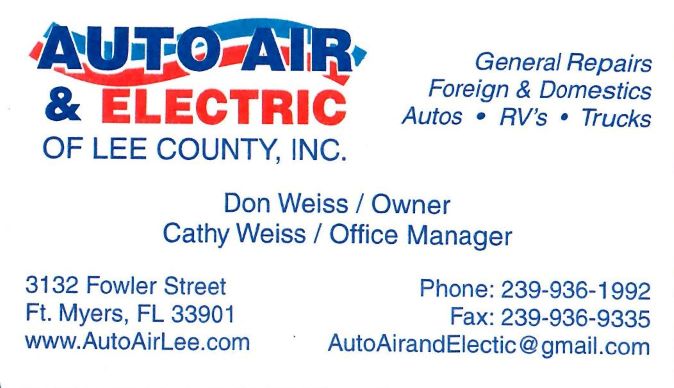 AUTO AIR
& ELECTRIC
OF LEE COUNTY, INC.
General Repairs
Foreign & Domestics
Autos • RV's • Trucks
Don Weiss / Owner
Cathy Weiss / Office Manager
3132 Fowler Street
Ft. Myers, FL 33901
www.AutoAirLee.com
Phone: 239-936-1992
Fax: 239-936-9335
AutoAirandElectic@gmail.com